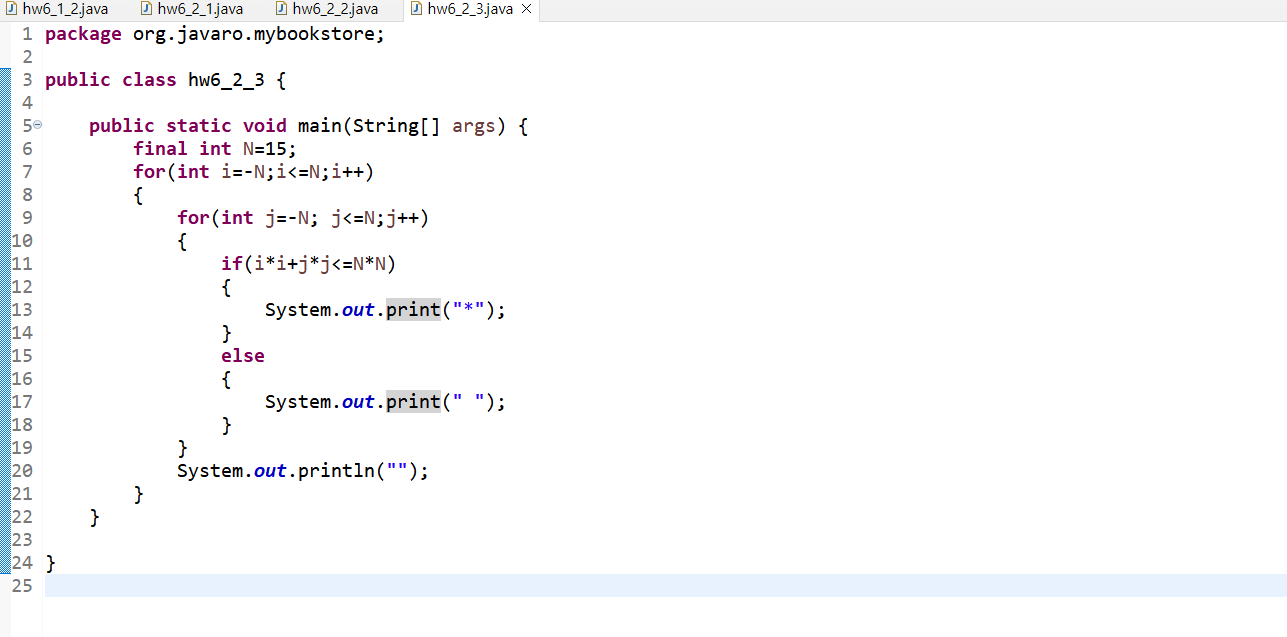 hw6_1_2.java hw6_2_1.java hw6_2_2.java hw6_2_3.java
1 package org.javaro.mybookstore;
2
3 public class hw6_2_3 {
4
5 public static void main(String[] args) {
6 final int N=15;
7 for(int i=-N;i<=N;i++)
8 {
9 for(int j=-N; j<=N;j++)
10 {
11 if(i*i+j*j<=N*N)
12 {
13 System.out.print("*");
14 }
15 else
16 {
17 System.out.print(" ");
18 }
19 }
20 System.out.println("");
21 }
22 }
23
24 }
25